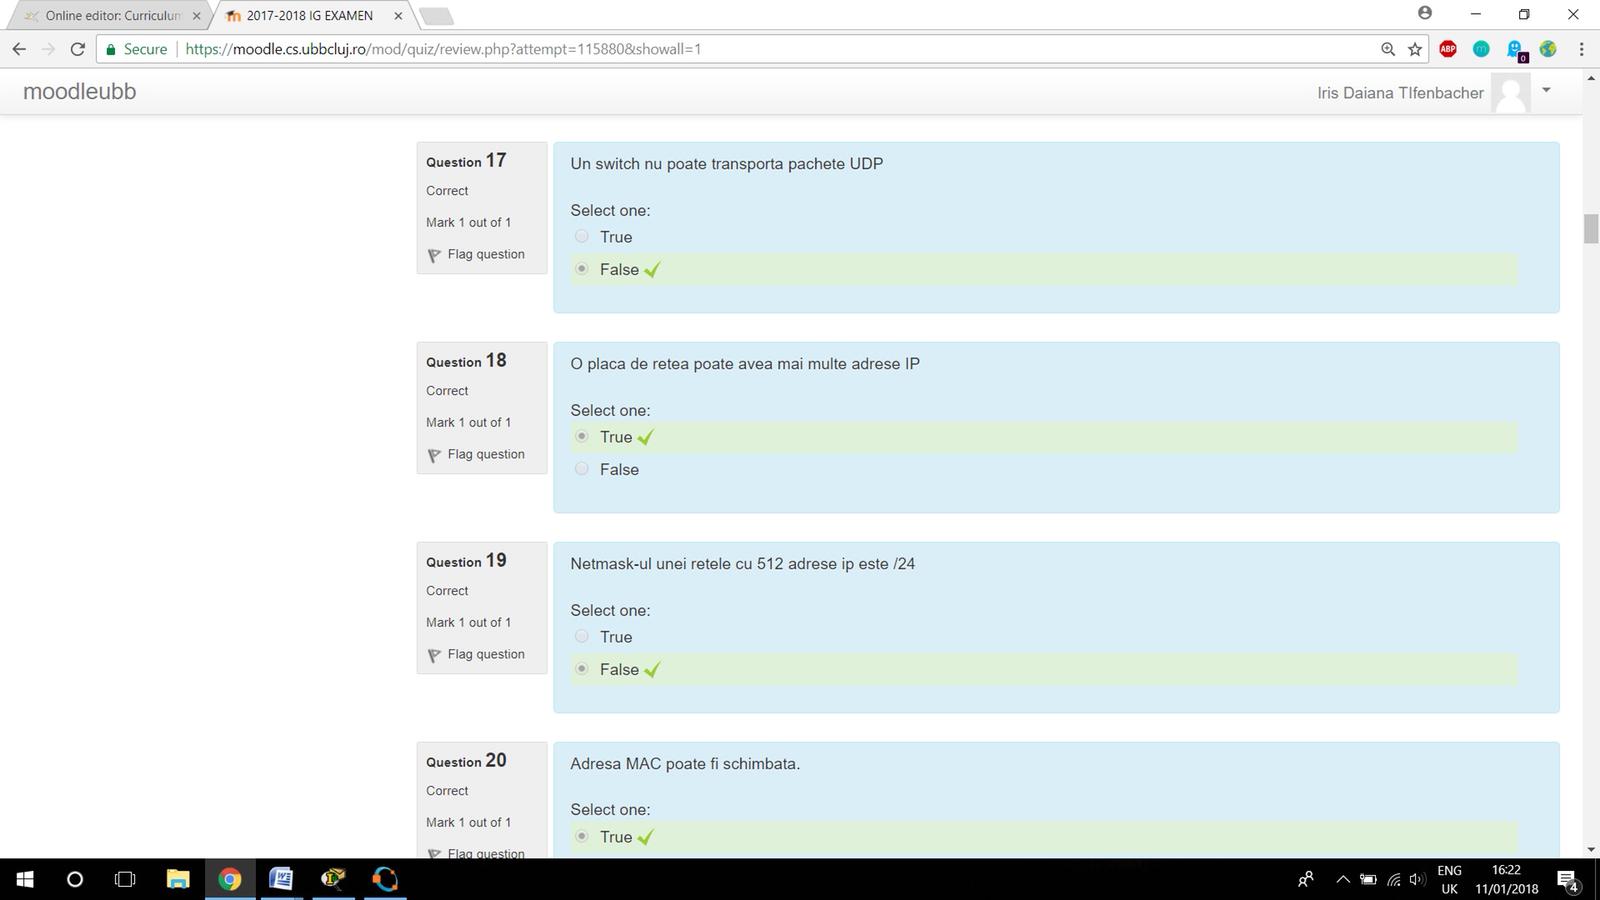 Online editor: Curriculum
2017-2018 IG EXAMEN
Secure https://moodle.cs.ubbcluj.ro/mod/quiz/review.php?attempt=115880&showall=1
ABP
m
0
moodleubb
Iris Daiana TIfenbacher
Question 17
Correct
Mark 1 out of 1
Flag question
Un switch nu poate transporta pachete UDP
Select one:
True
False
Question 18
Correct
Mark 1 out of 1
Flag question
O placa de retea poate avea mai multe adrese IP
Select one:
True
False
Question 19
Correct
Mark 1 out of 1
Flag question
Netmask-ul unei retele cu 512 adrese ip este /24
Select one:
True
False
Question 20
Correct
Mark 1 out of 1
Flag question
Adresa MAC poate fi schimbata.
Select one:
True
ENG
UK
16:22
11/01/2018
4